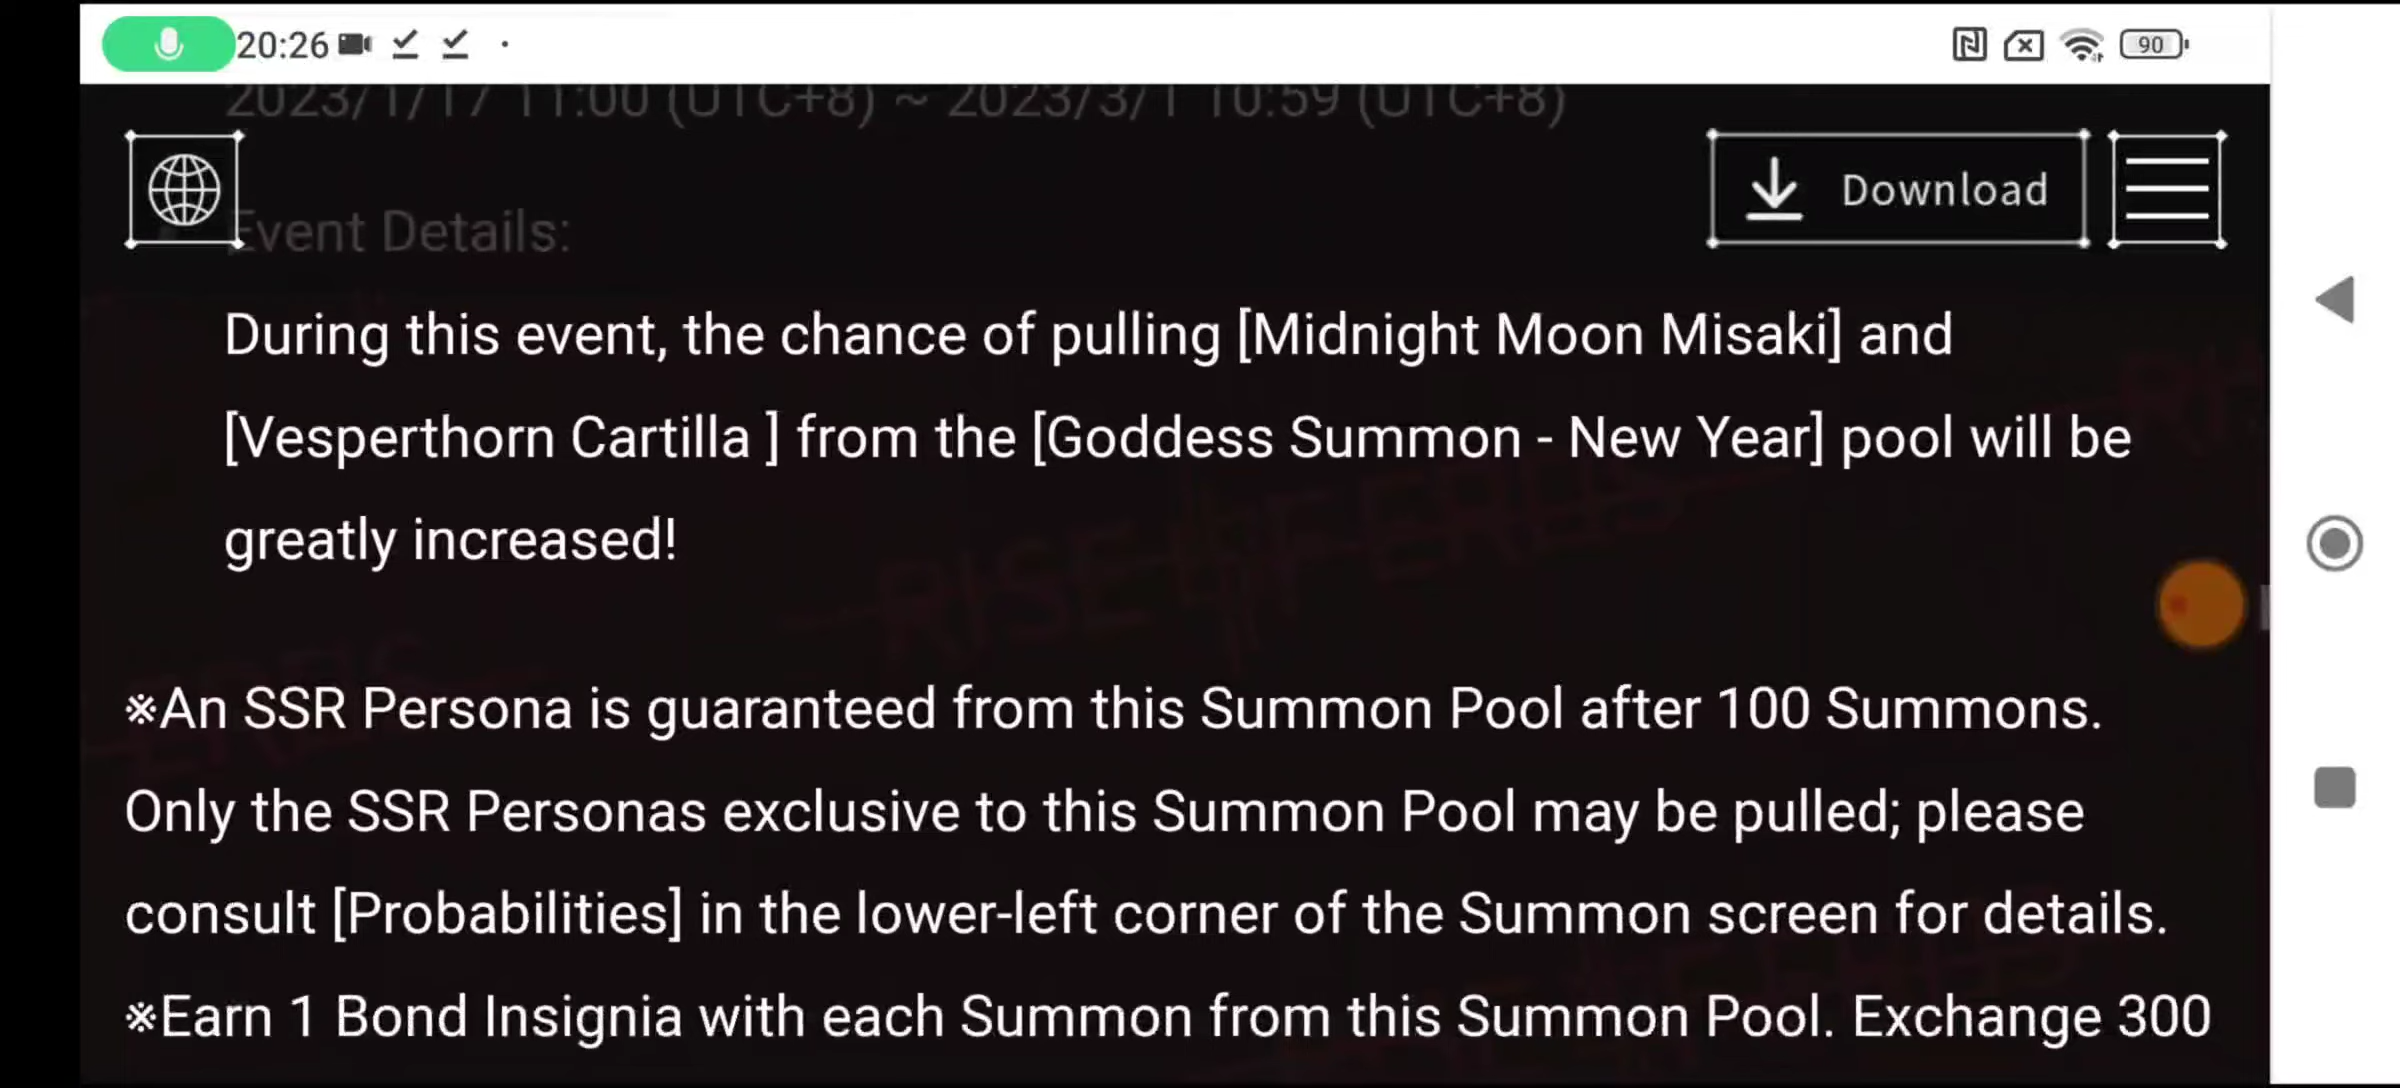 20:26
90
2023/1/17 11:00 (UTC+8) ~ 2023/3/1 10:59 (UTC+8)
Download
Event Details:
During this event, the chance of pulling [Midnight Moon Misaki] and
[Vesperthorn Cartilla ] from the [Goddess Summon - New Year] pool will be
greatly increased!
RISE OF EROS
※An SSR Persona is guaranteed from this Summon Pool after 100 Summons.
Only the SSR Personas exclusive to this Summon Pool may be pulled; please
consult [Probabilities] in the lower-left corner of the Summon screen for details.
※Earn 1 Bond Insignia with each Summon from this Summon Pool. Exchange 300